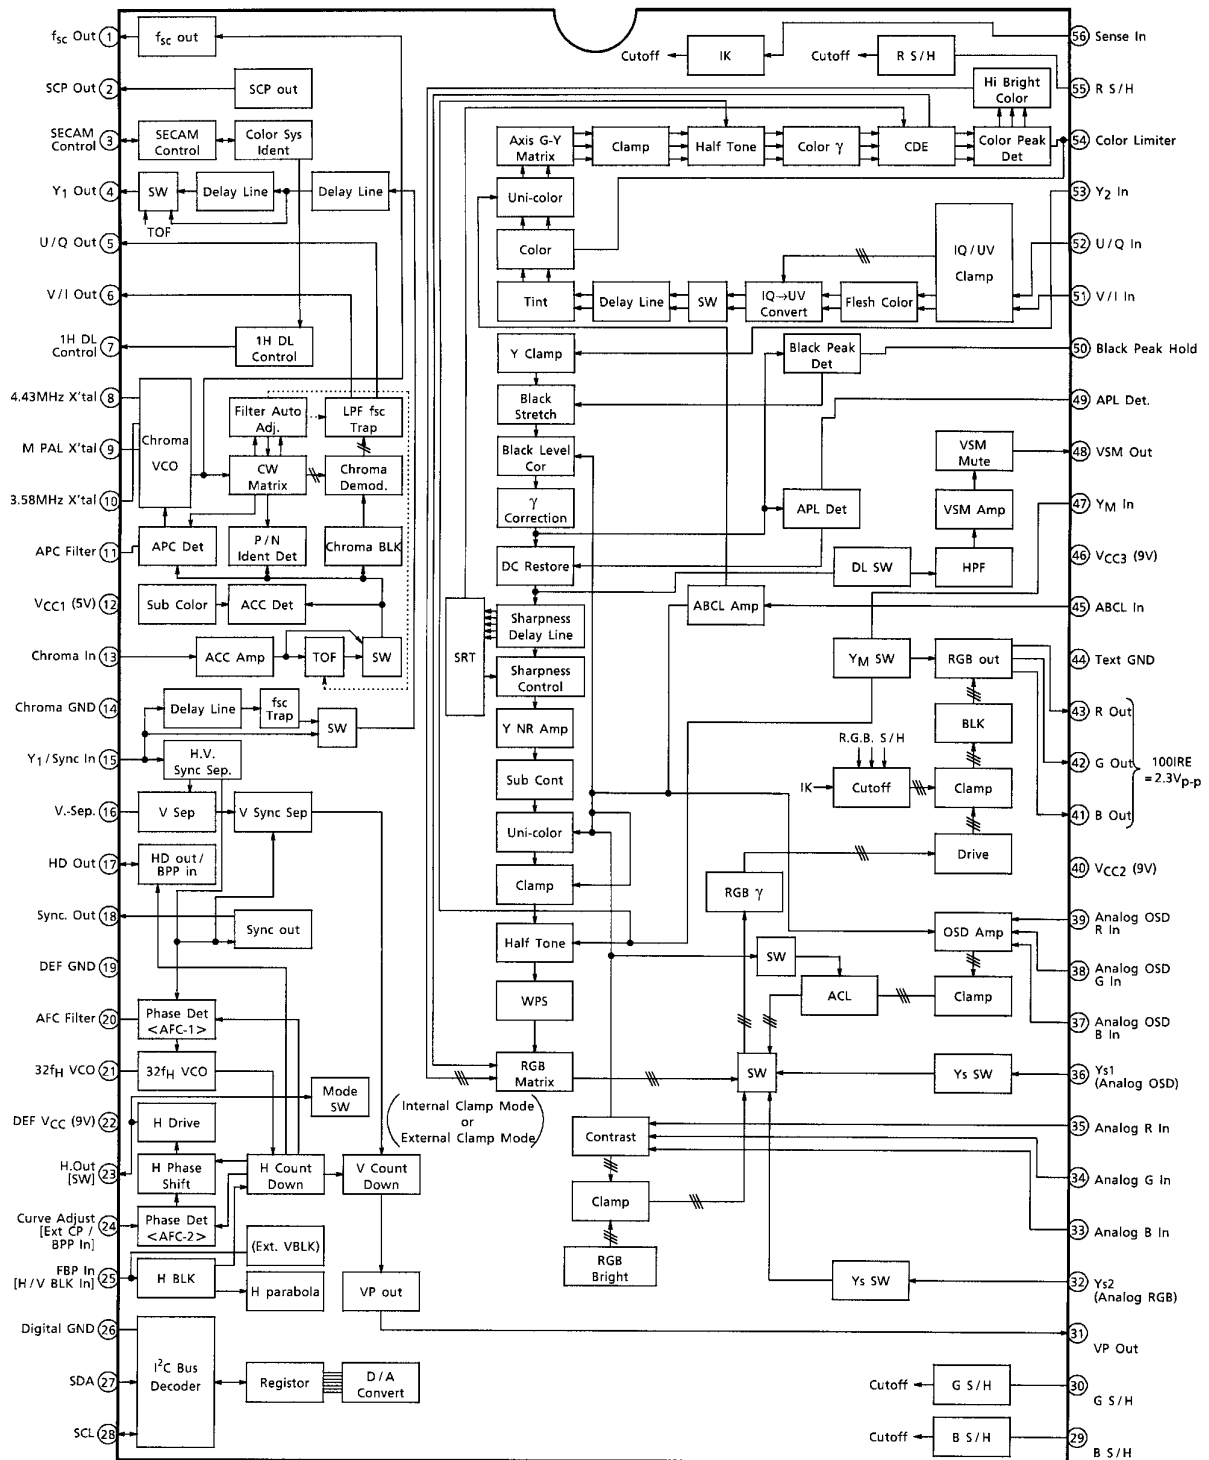 fsc Out 1
fsc out
SCP Out 2
SCP out
SECAM Control 3
SECAM Control
Color Sys Ident
Y1 Out 4
SW
Delay Line
Delay Line
TOF
U/Q Out 5
V/I Out 6
1H DL Control 7
1H DL Control
4.43MHz X'tal 8
M PAL X'tal 9
3.58MHz X'tal 10
Chroma VCO
Filter Auto Adj.
LPF fsc Trap
CW Matrix
Chroma Demod.
APC Filter 11
APC Det
P/N Ident Det
Chroma BLK
VCC1 (5V) 12
Sub Color
ACC Det
Chroma In 13
ACC Amp
TOF
SW
Chroma GND 14
Delay Line
fsc Trap
SW
Y1/Sync In 15
H.V. Sync Sep.
V.-Sep. 16
V Sep
V Sync Sep
HD Out 17
HD out/ BPP in
Sync. Out 18
Sync out
DEF GND 19
AFC Filter 20
Phase Det <AFC-1>
32fH VCO 21
32fH VCO
Mode SW
DEF VCC (9V) 22
H Drive
H.Out [SW] 23
H Phase Shift
H Count Down
V Count Down
Curve Adjust [Ext CP / BPP In] 24
Phase Det <AFC-2>
(Ext. VBLK)
FBP In [H/V BLK In] 25
H BLK
H parabola
VP out
Digital GND 26
SDA 27
SCL 28
I2C Bus Decoder
Registor
D/A Convert
Cutoff
IK
Cutoff
R S/H
Hi Bright Color
Axis G-Y Matrix
Clamp
Half Tone
Color γ
CDE
Color Peak Det
Uni-color
Color
IQ/UV Clamp
Tint
Delay Line
SW
IQ→UV Convert
Flesh Color
Y Clamp
Black Peak Det
Black Stretch
Black Level Cor
VSM Mute
γ Correction
APL Det
VSM Amp
DC Restore
DL SW
HPF
ABCL Amp
SRT
Sharpness Delay Line
YM SW
RGB out
Sharpness Control
Y NR Amp
BLK
R.G.B. S/H
Sub Cont
IK
Cutoff
Clamp
Uni-color
Drive
Clamp
RGB γ
Half Tone
OSD Amp
SW
WPS
ACL
Clamp
RGB Matrix
SW
Ys SW
(Internal Clamp Mode
or
External Clamp Mode)
Contrast
Clamp
RGB Bright
Ys SW
Cutoff
G S/H
Cutoff
B S/H
56 Sense In
55 R S/H
54 Color Limiter
53 Y2 In
52 U/Q In
51 V/I In
50 Black Peak Hold
49 APL Det.
48 VSM Out
47 YM In
46 VCC3 (9V)
45 ABCL In
44 Text GND
43 R Out
42 G Out
41 B Out
100IRE
=2.3Vp-p
40 VCC2 (9V)
39 Analog OSD R In
38 Analog OSD G In
37 Analog OSD B In
36 Ys1 (Analog OSD)
35 Analog R In
34 Analog G In
33 Analog B In
32 Ys2 (Analog RGB)
31 VP Out
30 G S/H
29 B S/H